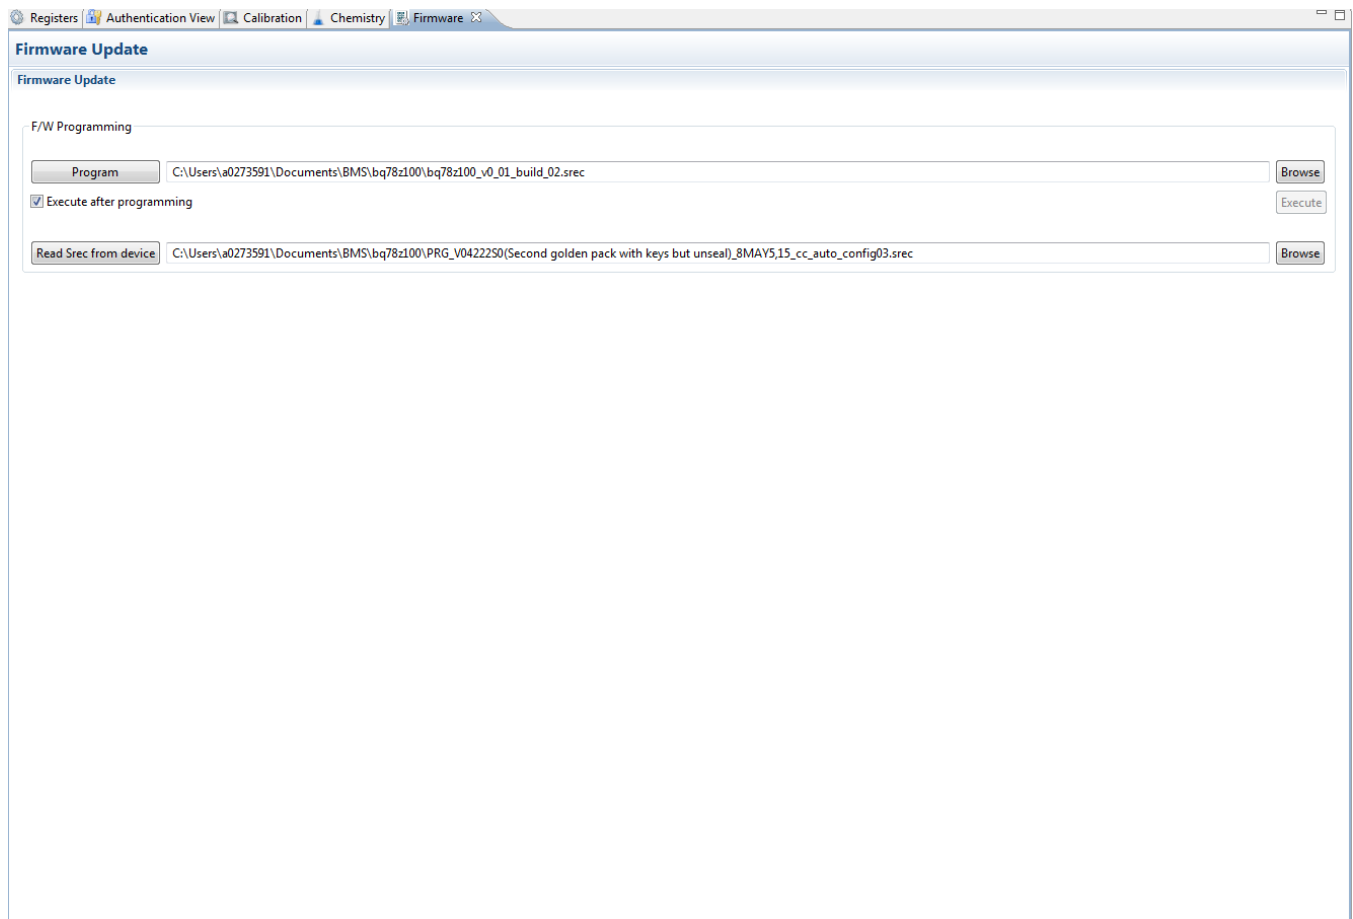 Registers Authentication View Calibration Chemistry Firmware
Firmware Update
Firmware Update
F/W Programming
Program C:\Users\a0273591\Documents\BMS\bq78z100\bq78z100_v0_01_build_02.srec Browse
Execute after programming Execute
Read Srec from device C:\Users\a0273591\Documents\BMS\bq78z100\PRG_V04222S0(Second golden pack with keys but unseal)_8MAY5,15_cc_auto_config03.srec Browse